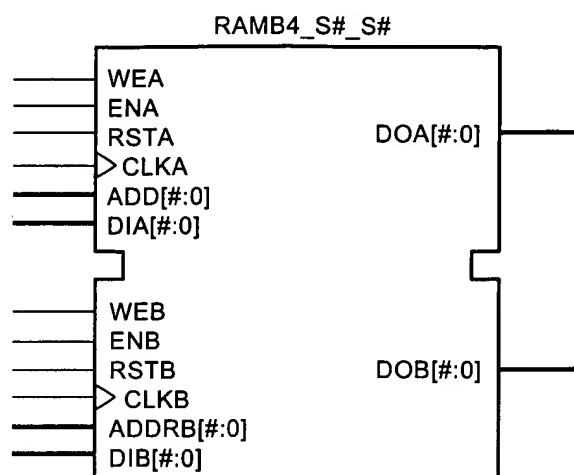 RAMB4_S#_S#
WEA
ENA
RSTA
CLKA
ADD[#:0]
DIA[#:0]
DOA[#:0]
WEB
ENB
RSTB
CLKB
ADDRB[#:0]
DIB[#:0]
DOB[#:0]